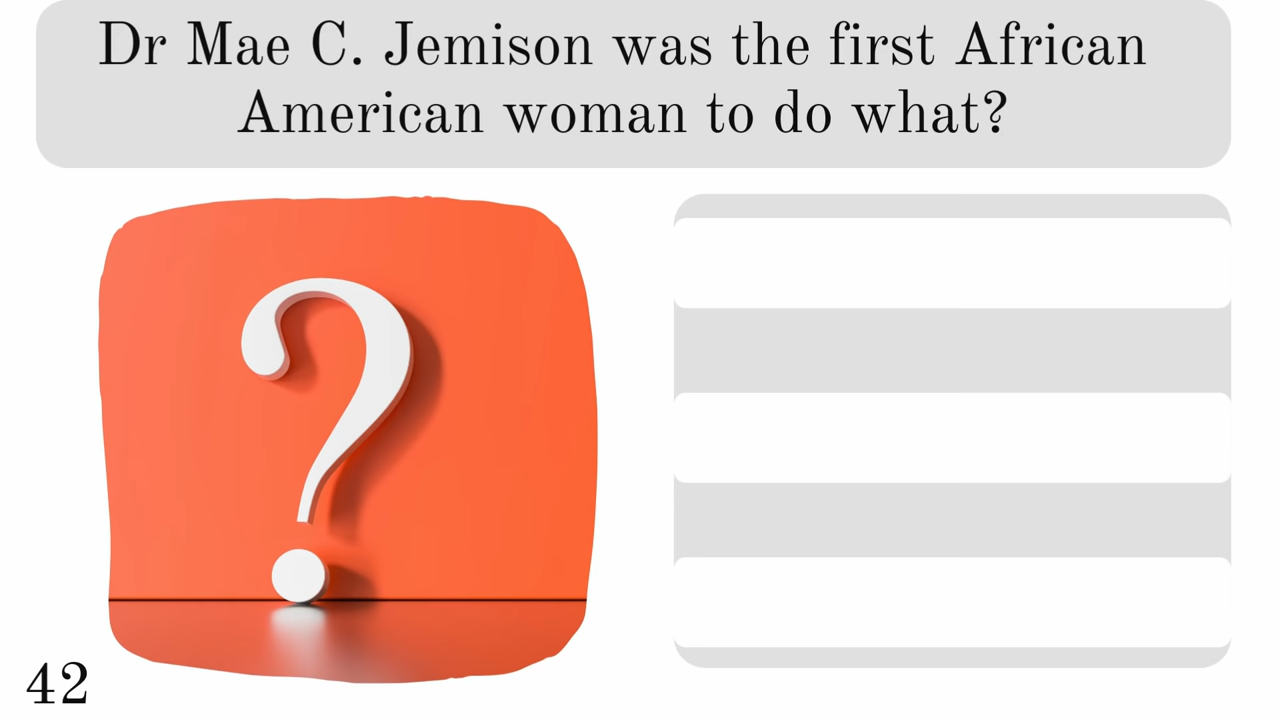 Dr Mae C. Jemison was the first African
American woman to do what?
?
42